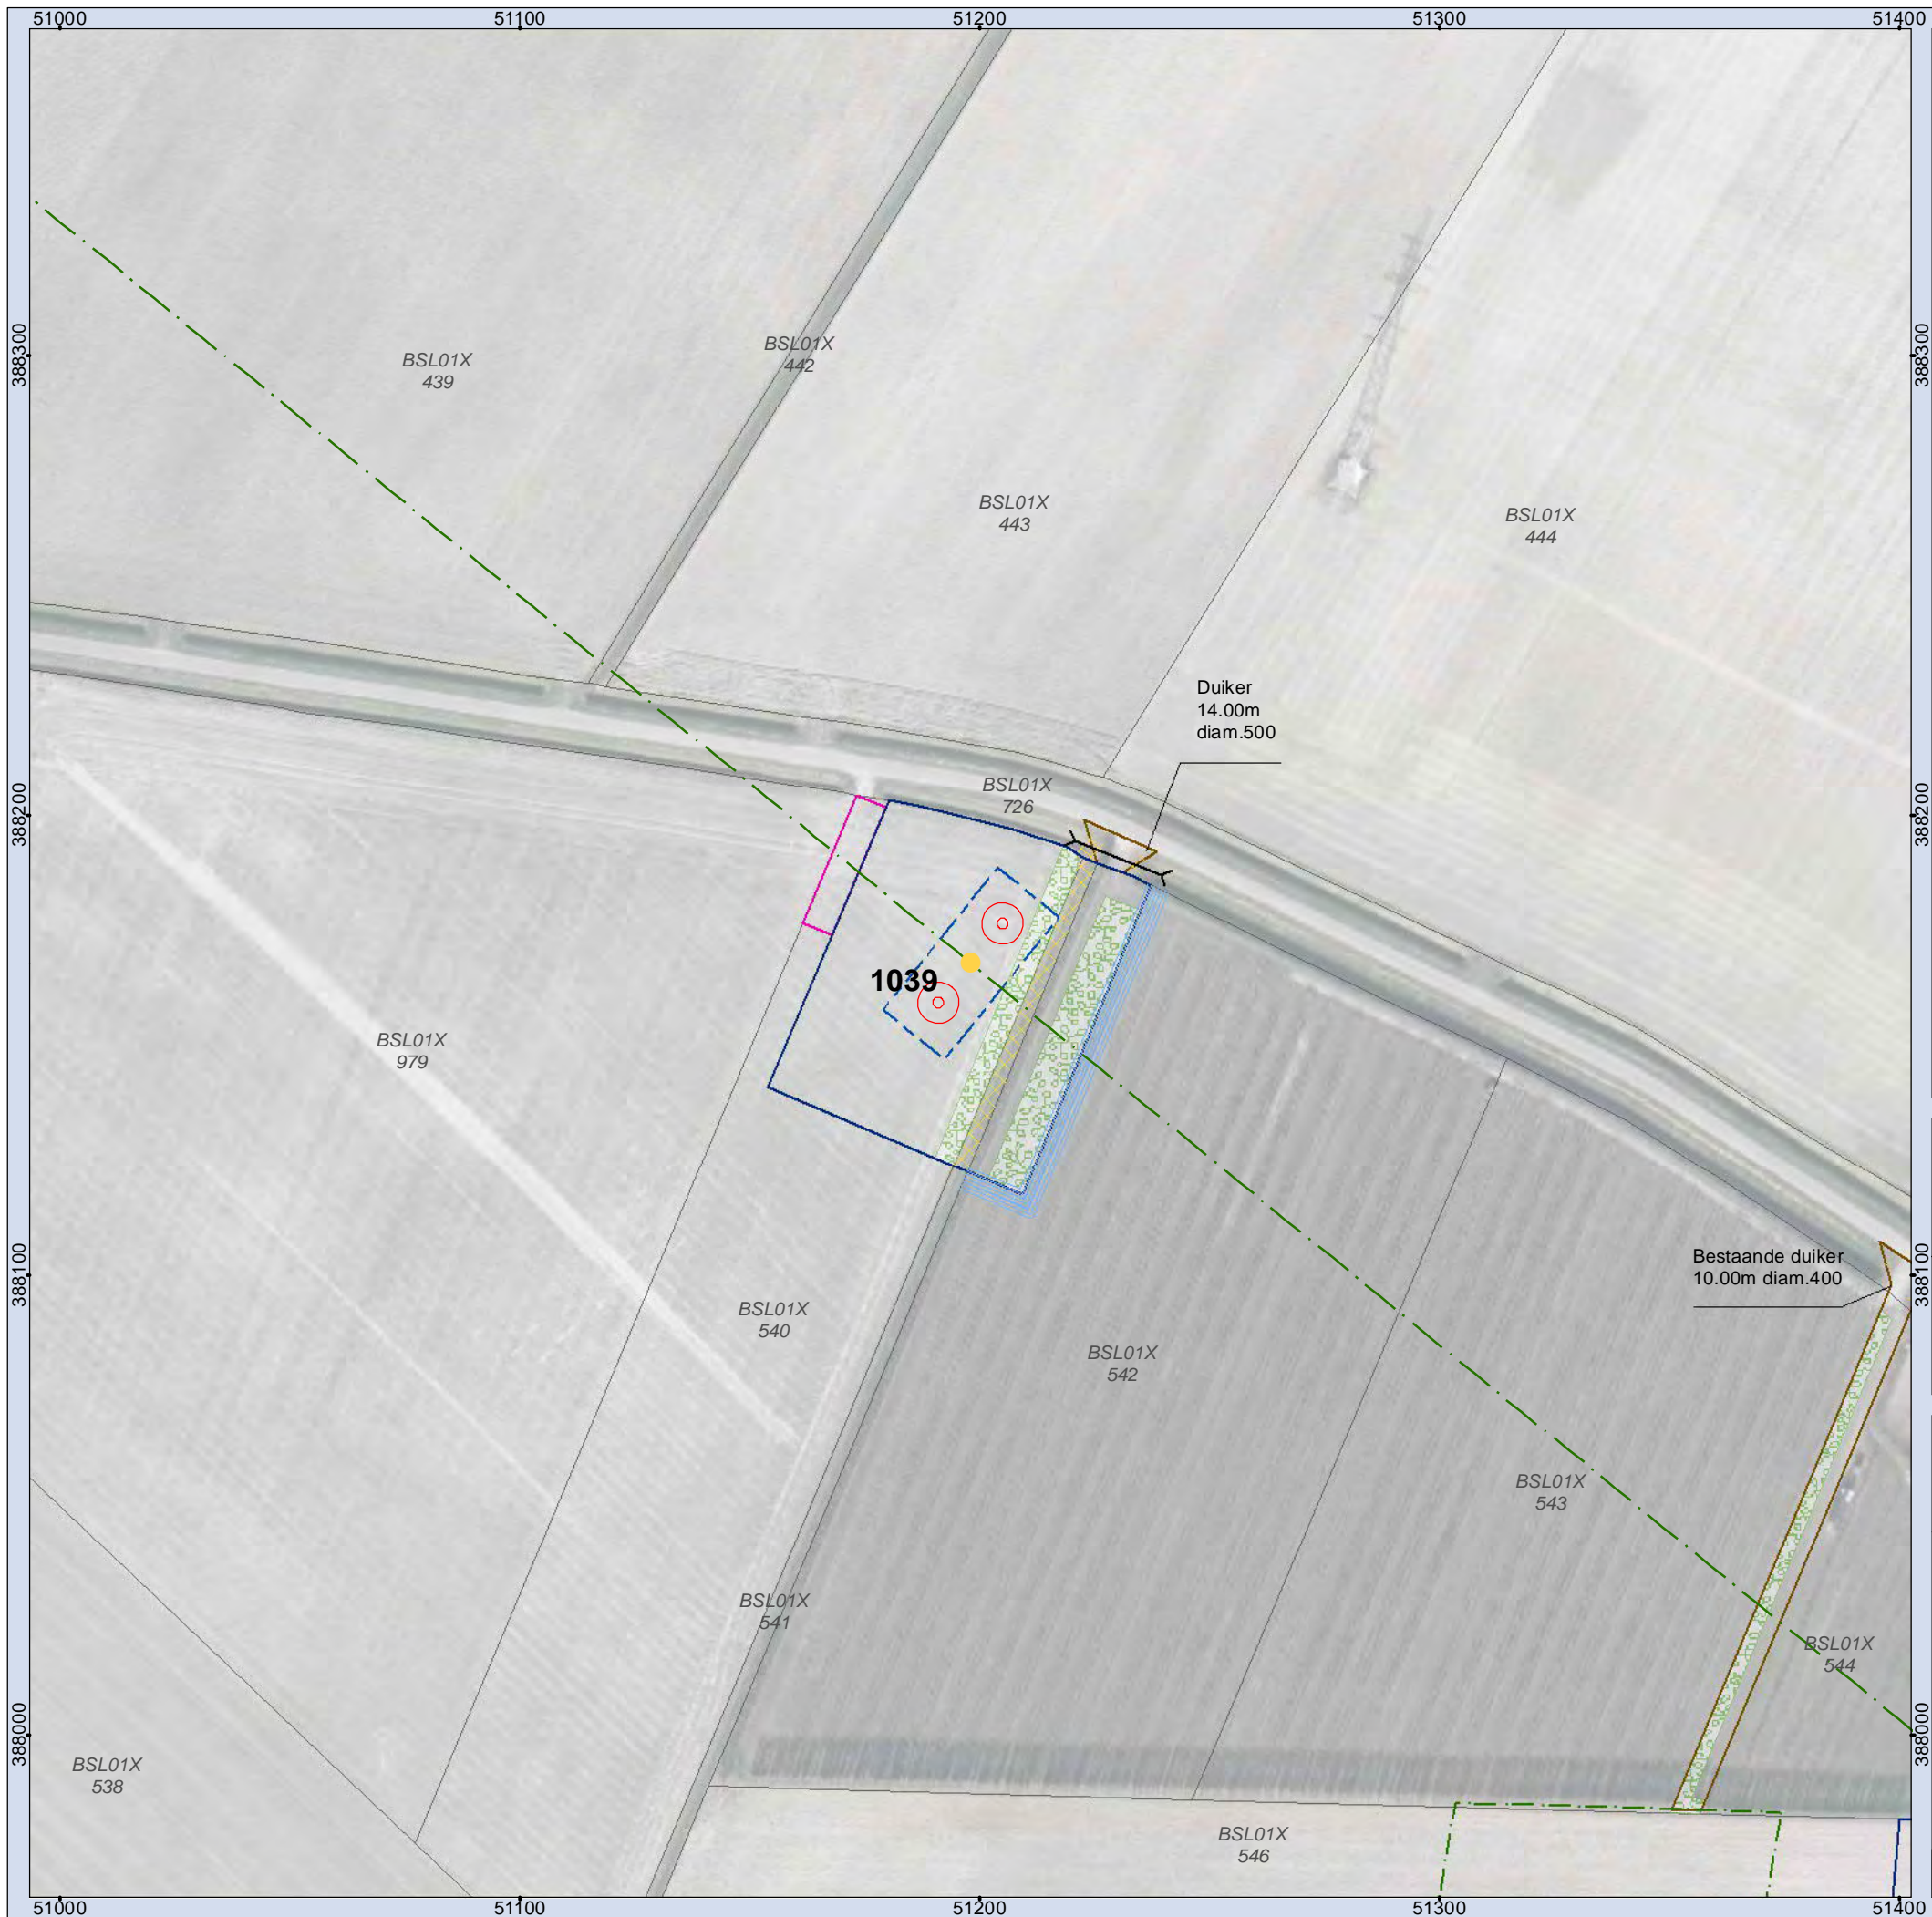 51000
51100
51200
51300
51400
388300
388300
BSL01X
442
BSL01X
439
BSL01X
443
BSL01X
444
Duiker
14.00m
diam.500
BSL01X
726
388200
388200
1039
BSL01X
979
Bestaande duiker
10.00m diam.400
388100
388100
BSL01X
540
BSL01X
542
BSL01X
543
BSL01X
541
BSL01X
544
388000
388000
BSL01X
538
BSL01X
546
51000
51100
51200
51300
51400